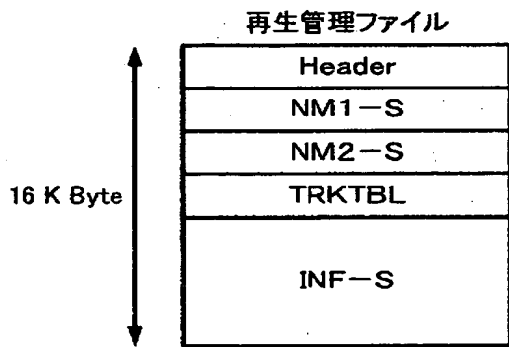 再生管理ファイル
Header
NM1-S
NM2-S
TRKTBL
16 K Byte
INF-S